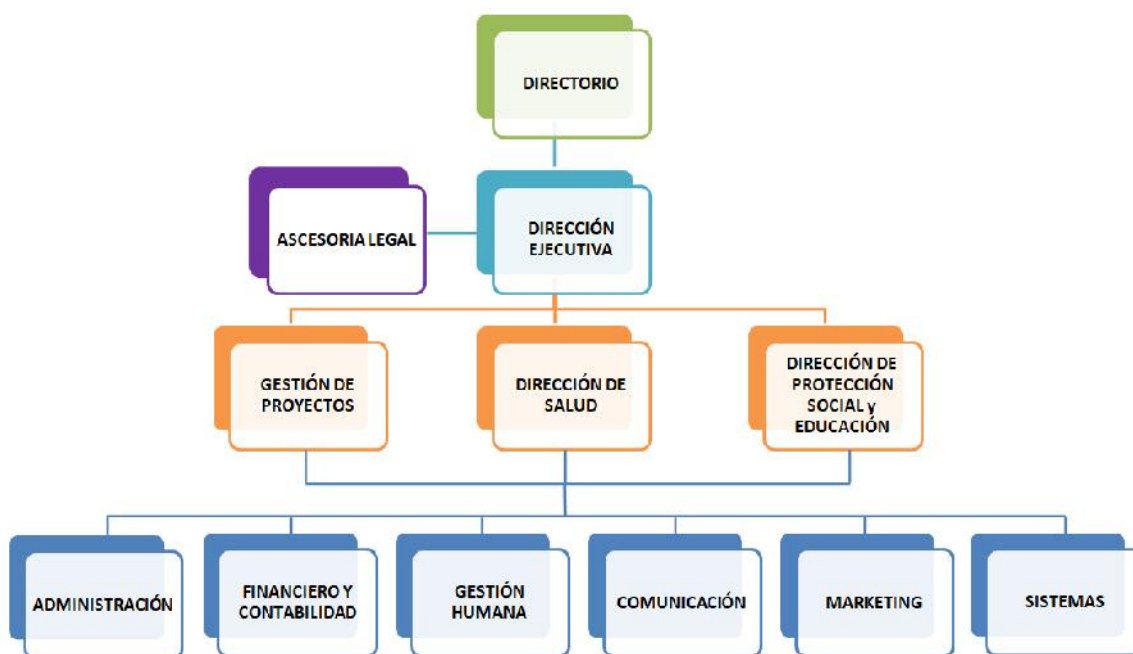 DIRECTORIO
ASCESORIA LEGAL
DIRECCIÓN
EJECUTIVA
GESTIÓN DE
PROYECTOS
DIRECCIÓN DE
SALUD
DIRECCIÓN DE
PROTECCIÓN
SOCIAL y
EDUCACIÓN
ADMINISTRACIÓN
FINANCIERO Y
CONTABILIDAD
GESTIÓN
HUMANA
COMUNICACIÓN
MARKETING
SISTEMAS